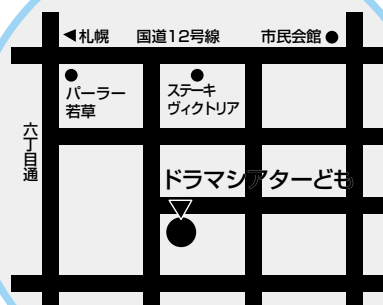 ◀札幌 国道12号線 市民会館●
パーラー
若草
ステーキ
ヴィクトリア
六丁目通
ドラマシアターども